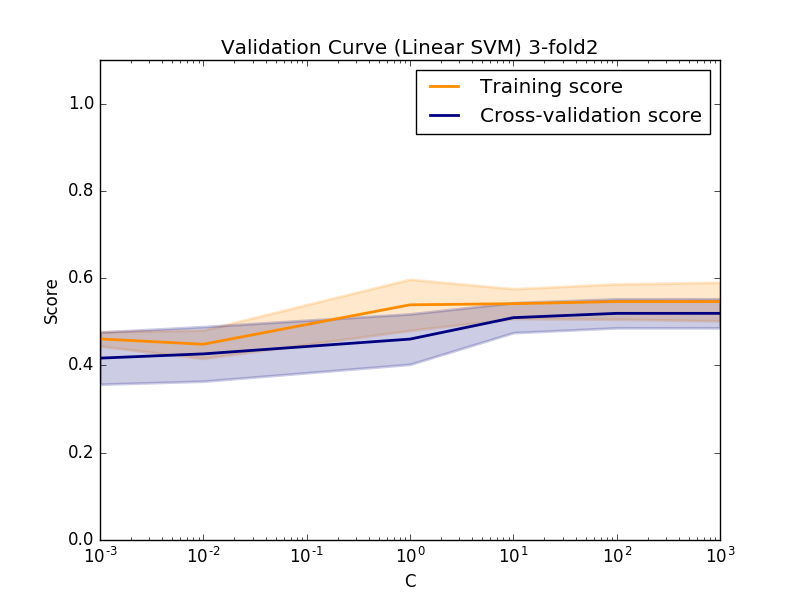 Validation Curve (Linear SVM) 3-fold2
Training score
Cross-validation score
1.0
0.8
0.6
0.4
0.2
0.0
Score
10⁻³ 10⁻² 10⁻¹ 10⁰ 10¹ 10² 10³
C